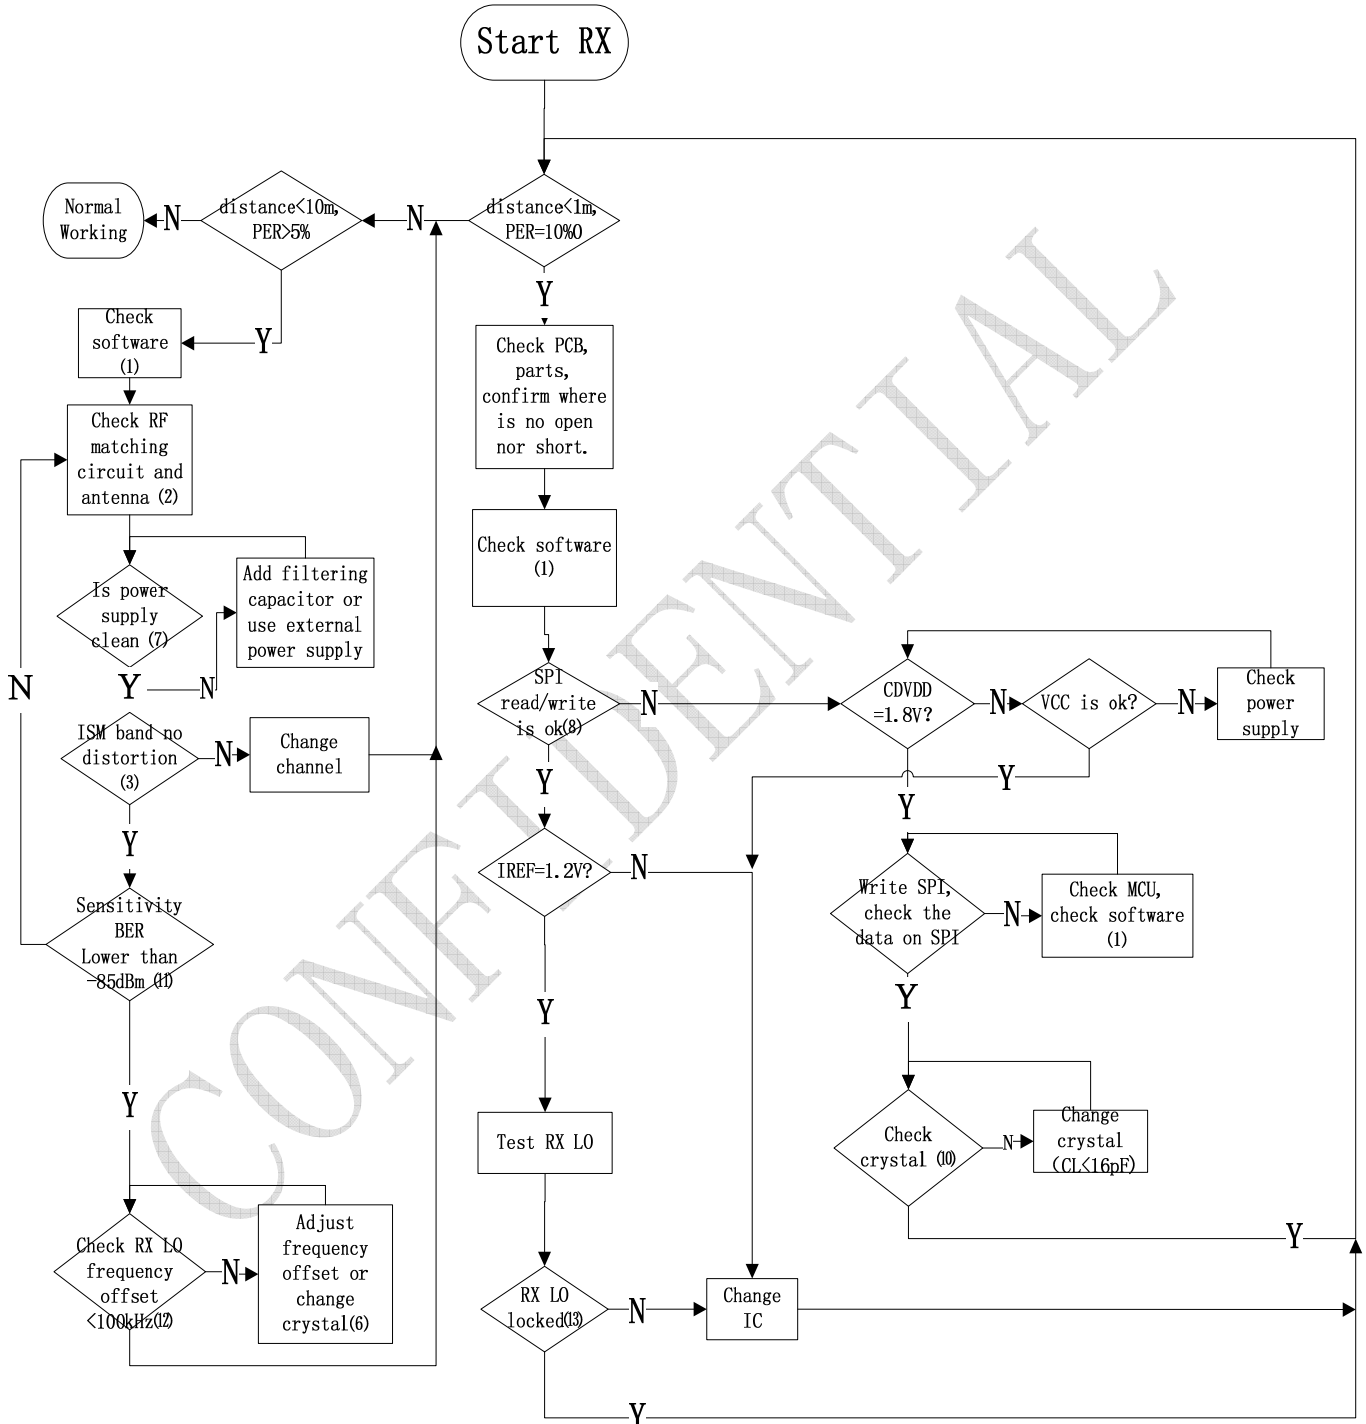 Start RX
distance<1m,
PER=10%0
N
distance<10m,
PER>5%
N
Normal
Working
Y
Check
software
(1)
Check RF
matching
circuit and
antenna (2)
Is power
supply
clean (7)
N
Add filtering
capacitor or
use external
power supply
Y
ISM band no
distortion
(3)
N
Change
channel
Y
Sensitivity
BER
Lower than
-85dBm (11)
N
Y
Check RX LO
frequency
offset
<100kHz(12)
N
Adjust
frequency
offset or
change
crystal(6)
Y
Check PCB,
parts,
confirm where
is no open
nor short.
Check software
(1)
SPI
read/write
is ok(8)
N
CDVDD
=1.8V?
N
VCC is ok?
N
Check
power
supply
Y
Y
Y
IREF=1.2V?
N
Write SPI,
check the
data on SPI
N
Check MCU,
check software
(1)
Y
Y
Test RX LO
Check
crystal (10)
N
Change
crystal
(CL<16pF)
Y
RX LO
locked(13)
N
Change
IC
Y
CONFIDENTIAL